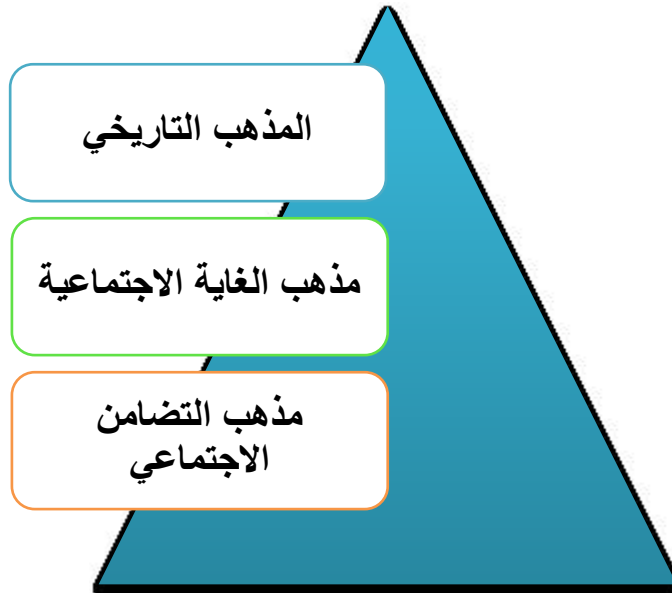 المذهب التاريخي
مذهب الغاية الاجتماعية
مذهب التضامن
الاجتماعي